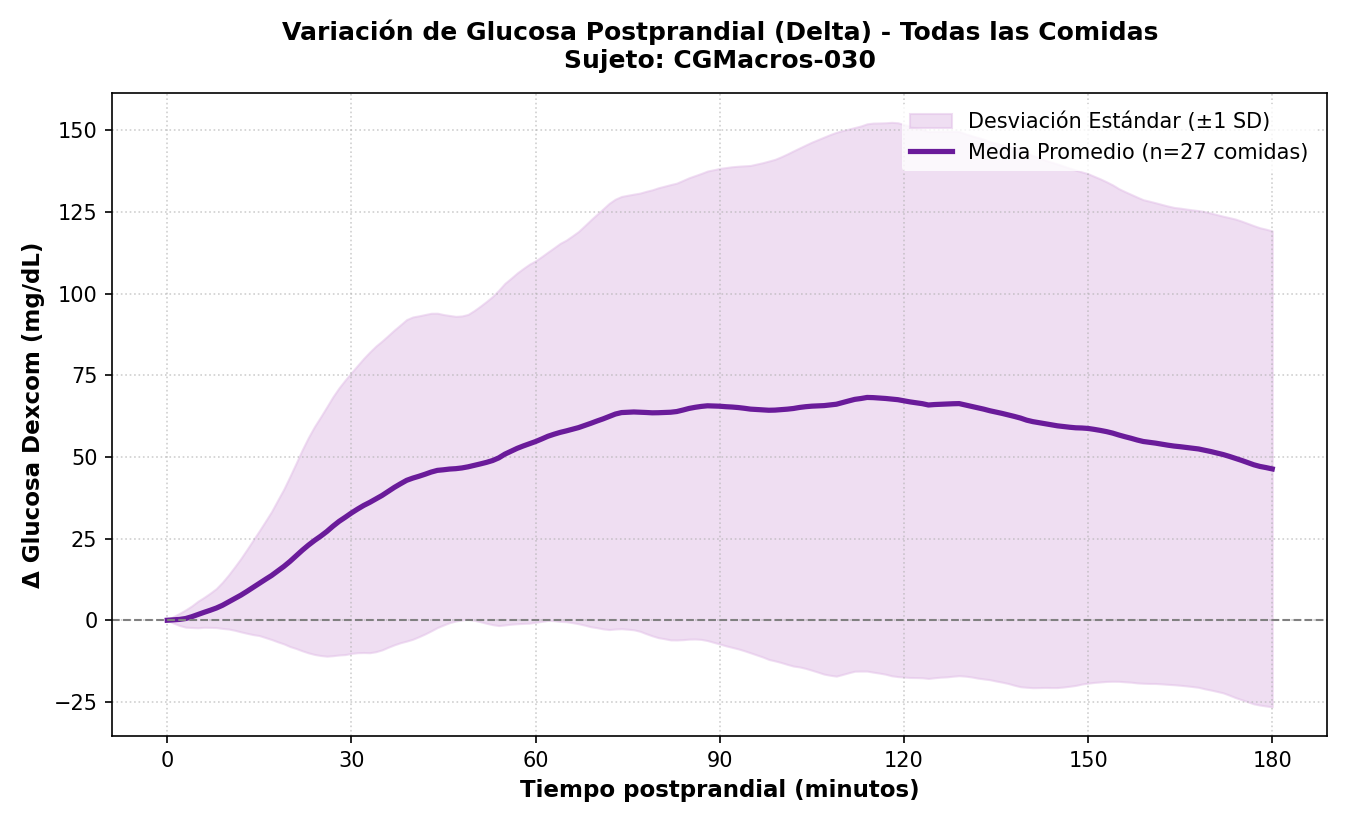 Variación de Glucosa Postprandial (Delta) - Todas las Comidas
Sujeto: CGMacros-030
Desviación Estándar (±1 SD)
Media Promedio (n=27 comidas)
Δ Glucosa Dexcom (mg/dL)
150
125
100
75
50
25
0
−25
0 30 60 90 120 150 180
Tiempo postprandial (minutos)